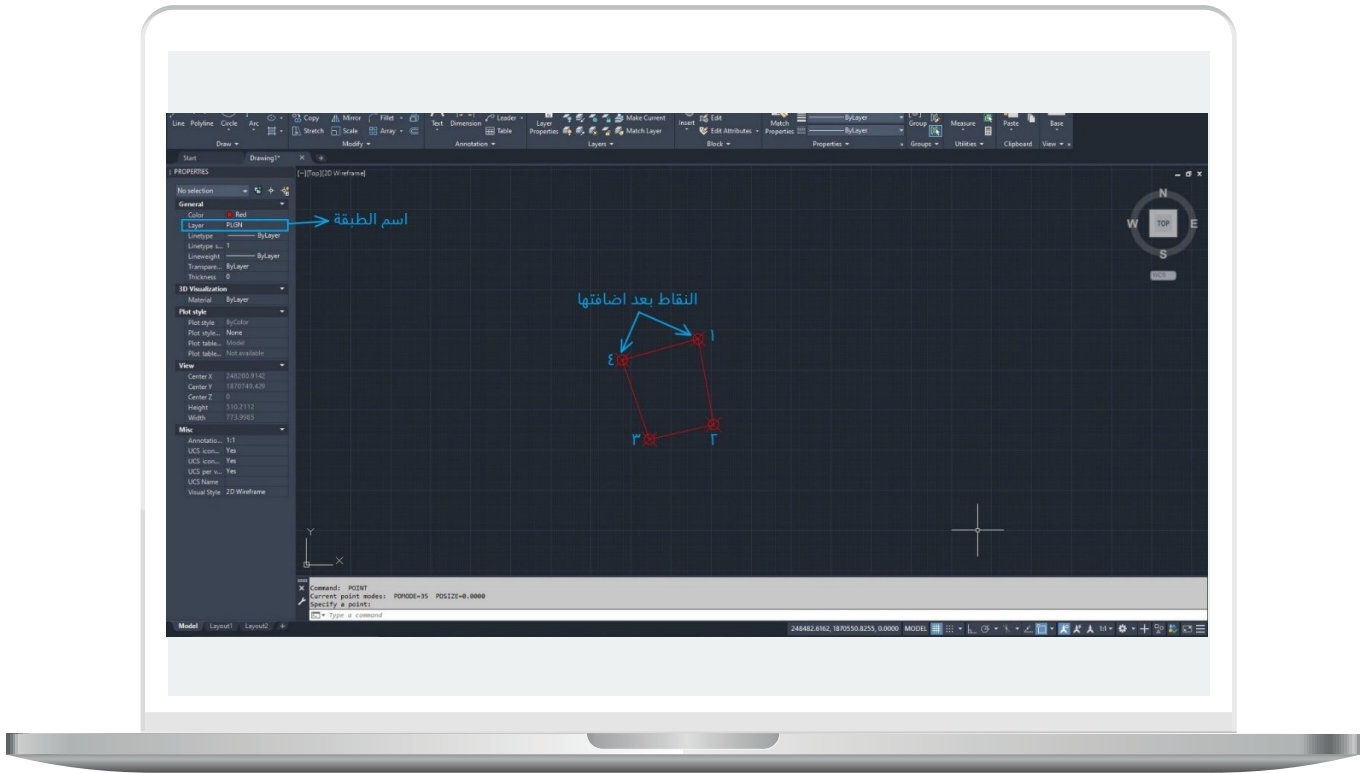 Line Polyline Circle Arc
Copy Mirror Fillet
Stretch Scale Array
Text Dimension Leader
Table
Layer Properties Make Current
Match Layer
Insert Edit
Edit Attributes
Match Properties ByLayer
ByLayer
Group Measure Paste Base
Draw Modify Annotation Layers Block Properties Groups Utilities Clipboard View
Start Drawing1*
PROPERTIES
[-][Top][2D Wireframe]
No selection
General
Color Red
Layer PLGN
اسم الطبقة
Linetype ByLayer
Linetype s... 1
Lineweight ByLayer
Transpare... ByLayer
Thickness 0
3D Visualization
Material ByLayer
Plot style
Plot style ByColor
Plot style... None
Plot table... Model
Plot table... Not available
View
Center X 248200.9142
Center Y 1870749.439
Center Z 0
Height 510.2112
Width 773.9965
Misc
Annotatio... 1:1
UCS icon... Yes
UCS icon... Yes
UCS per v... Yes
UCS Name
Visual Style 2D Wireframe
النقاط بعد اضافتها
١
٤
٣
٢
N
W TOP E
S
WCS
Y
X
Command: POINT
Current point modes: PDMODE=35 PDSIZE=0.0000
Specify a point:
Type a command
Model Layout1 Layout2 +
248482.6162, 1870550.8255, 0.0000 MODEL 1:1